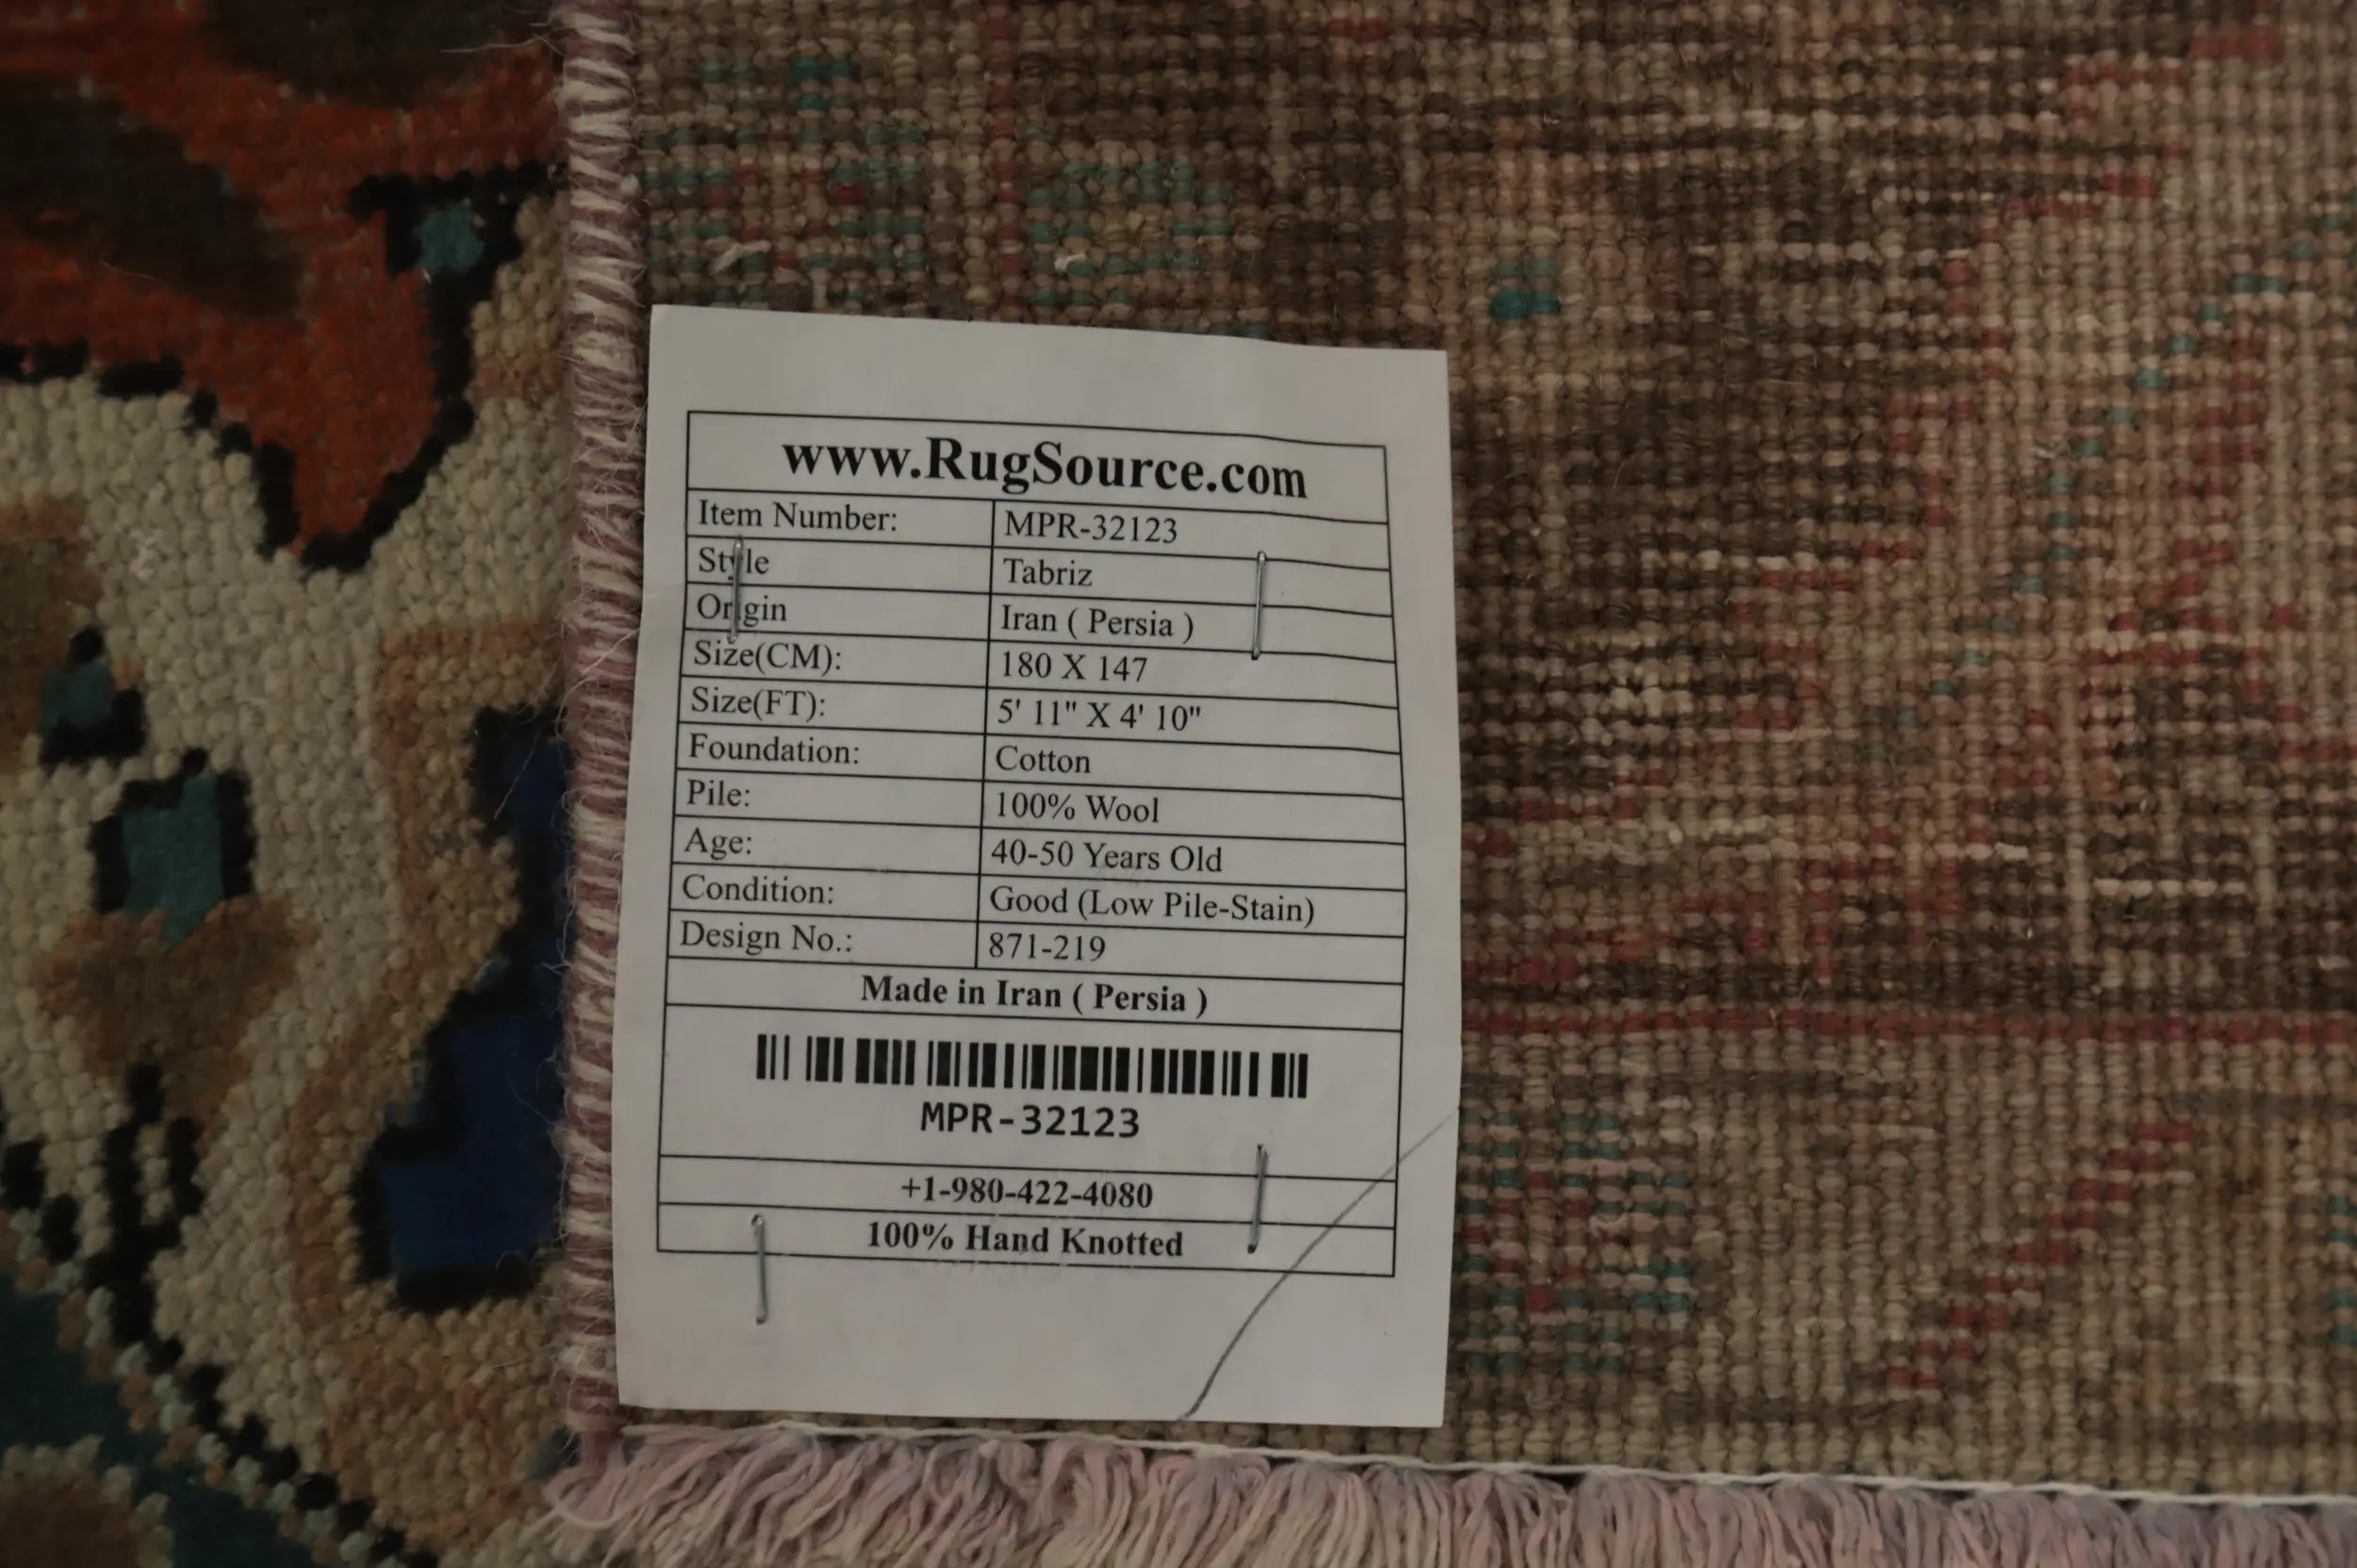 www.RugSource.com
Item Number: MPR-32123
Style Tabriz
Origin Iran ( Persia )
Size(CM): 180 X 147
Size(FT): 5' 11" X 4' 10"
Foundation: Cotton
Pile: 100% Wool
Age: 40-50 Years Old
Condition: Good (Low Pile-Stain)
Design No.: 871-219
Made in Iran ( Persia )
MPR-32123
+1-980-422-4080
100% Hand Knotted